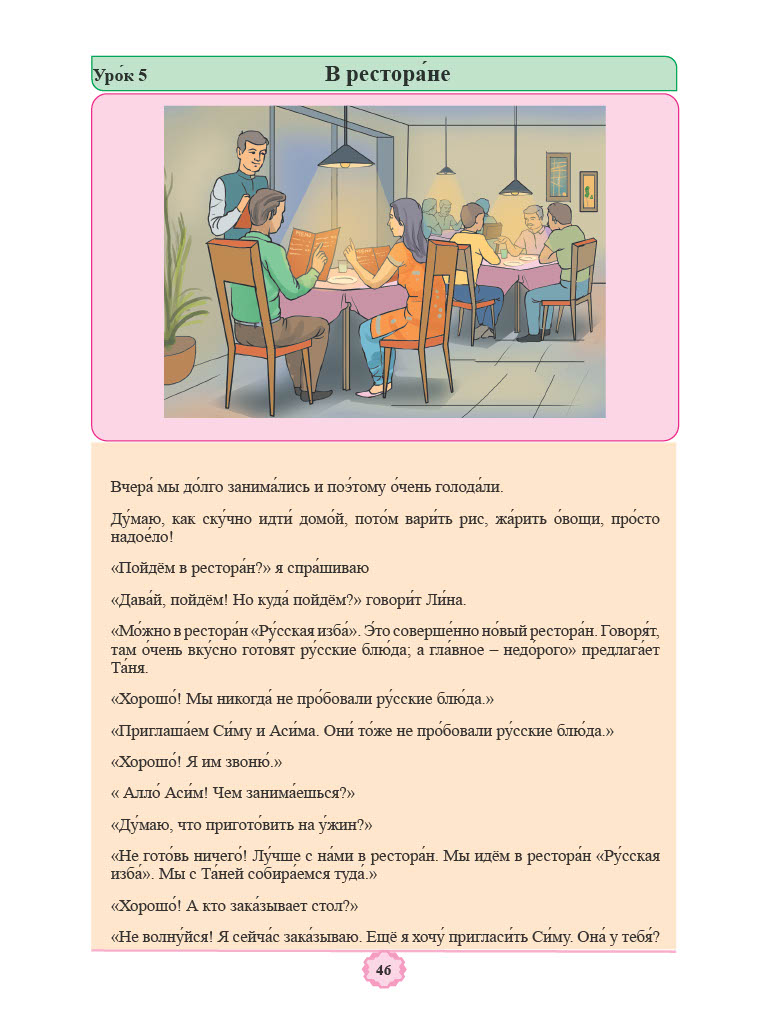 Уро́к 5
В рестора́не
MENU
MENU
Вчера́ мы до́лго занима́лись и поэ́тому о́чень голода́ли.
Ду́маю, как ску́чно идти́ домо́й, пото́м вари́ть рис, жа́рить о́вощи, про́сто
надое́ло!
«Пойдём в рестора́н?» я спра́шиваю
«Дава́й, пойдём! Но куда́ пойдём?» говори́т Ли́на.
«Мо́жно в рестора́н «Ру́сская изба́». Э́то соверше́нно но́вый рестора́н. Говоря́т,
там о́чень вку́сно гото́вят ру́сские блю́да; а гла́вное – недо́рого» предлага́ет
Та́ня.
«Хорошо́! Мы никогда́ не про́бовали ру́сские блю́да.»
«Приглаша́ем Си́му и Аси́ма. Они́ то́же не про́бовали ру́сские блю́да.»
«Хорошо́! Я им звоню́.»
« Алло́ Аси́м! Чем занима́ешься?»
«Ду́маю, что пригото́вить на у́жин?»
«Не гото́вь ничего́! Лу́чше с на́ми в рестора́н. Мы идём в рестора́н «Ру́сская
изба́». Мы с Та́ней собира́емся туда́.»
«Хорошо́! А кто зака́зывает стол?»
«Не волну́йся! Я сейча́с зака́зываю. Ещё я хочу́ пригласи́ть Си́му. Она́ у тебя́?
46